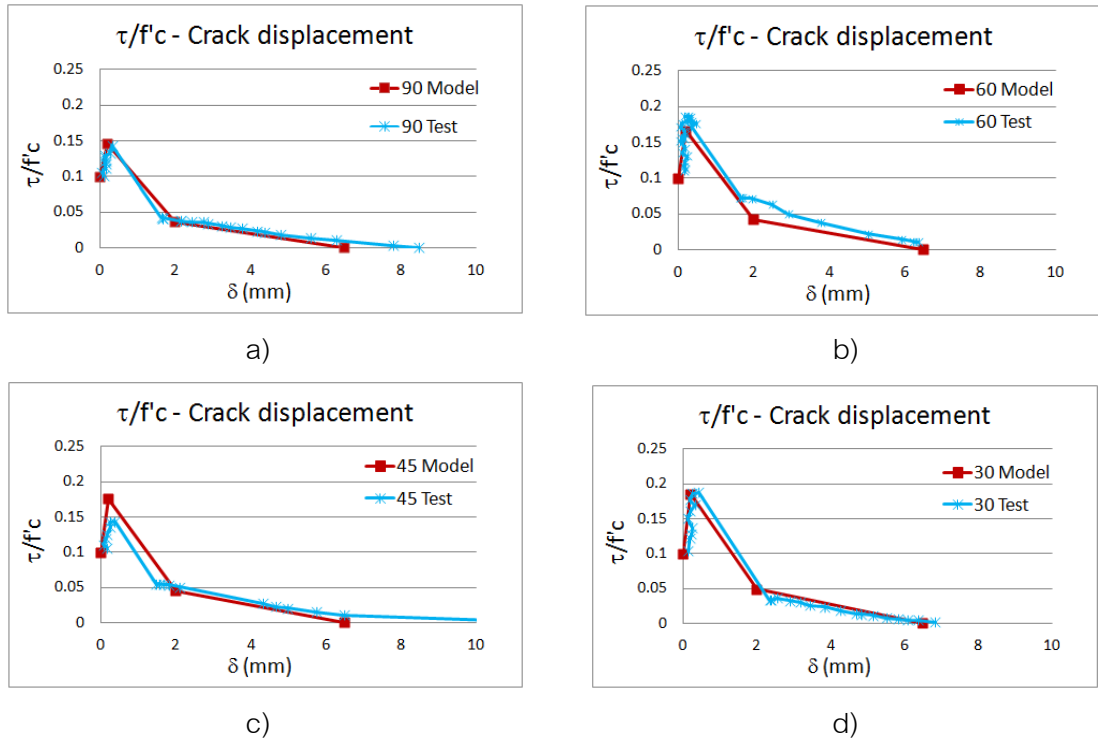 τ/f'c - Crack displacement
0.25
0.2
0.15
0.1
0.05
0
τ/f'c
90 Model
90 Test
0 2 4 6 8 10
δ (mm)
a)
τ/f'c - Crack displacement
0.25
0.2
0.15
0.1
0.05
0
τ/f'c
60 Model
60 Test
0 2 4 6 8 10
δ (mm)
b)
τ/f'c - Crack displacement
0.25
0.2
0.15
0.1
0.05
0
τ/f'c
45 Model
45 Test
0 2 4 6 8 10
δ (mm)
c)
τ/f'c - Crack displacement
0.25
0.2
0.15
0.1
0.05
0
τ/f'c
30 Model
30 Test
0 2 4 6 8 10
δ (mm)
d)